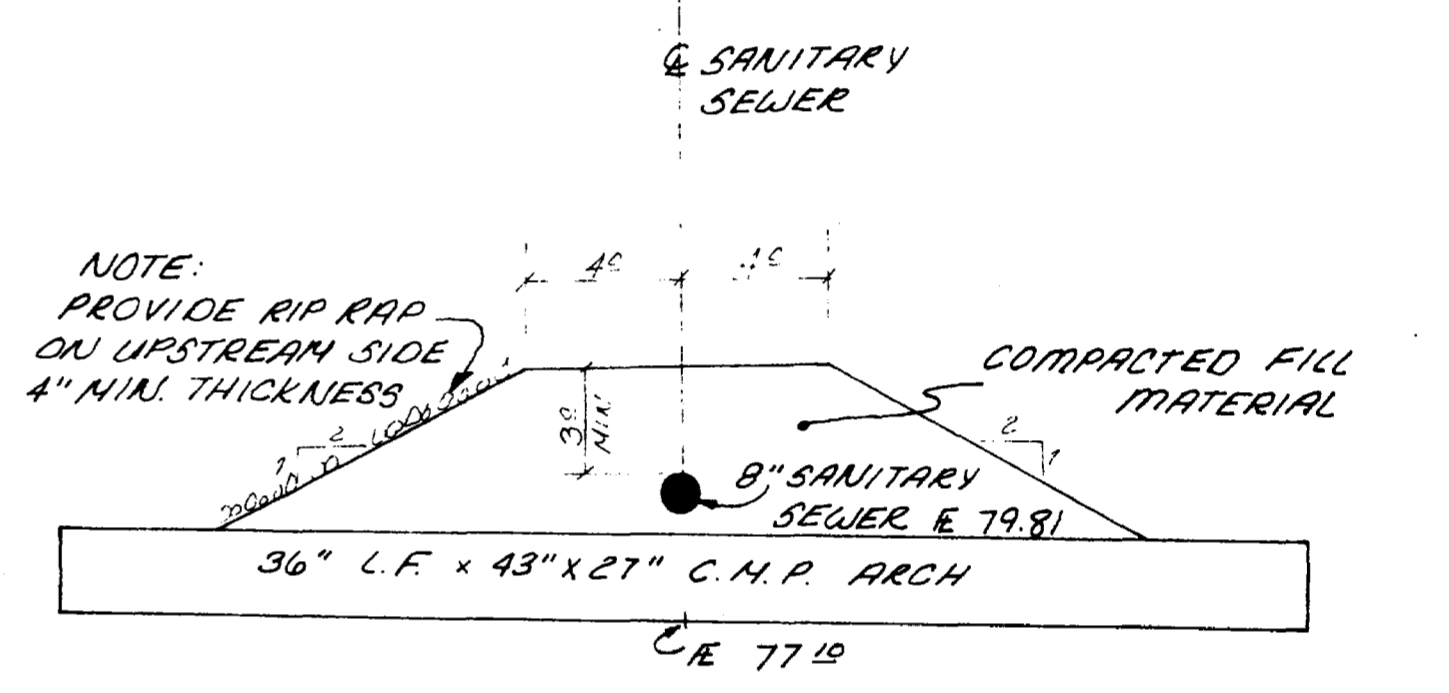 ℄ SANITARY
SEWER
4º
NOTE:
PROVIDE RIP RAP
ON UPSTREAM SIDE
4" MIN. THICKNESS
COMPACTED FILL
MATERIAL
3º
MIN.
2
1
2
1
8" SANITARY
SEWER Æ 79.81
36" L.F. x 43" X 27" C.M.P. ARCH
Æ 77 10